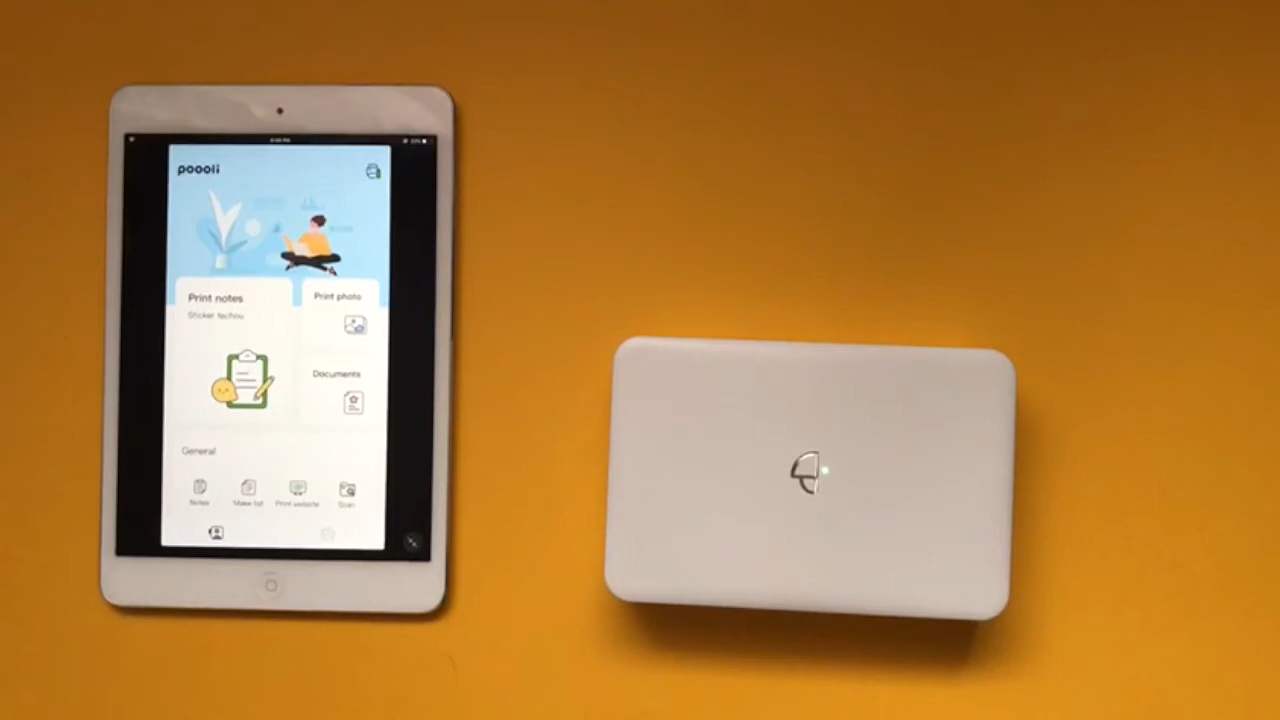 poooli
Print notes
Sticker techou
Print photo
Documents
General
Notes
Make list
Print website
Scan